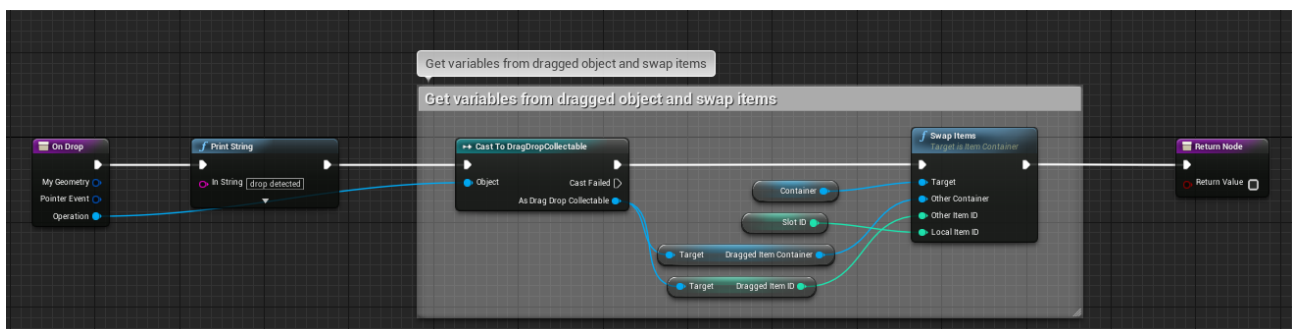 Get variables from dragged object and swap items
Get variables from dragged object and swap items
On Drop
My Geometry
Pointer Event
Operation
f Print String
In String drop detected
Cast To DragDropCollectable
Object
Cast Failed
As Drag Drop Collectable
Container
Slot ID
Target Dragged Item Container
Target Dragged Item ID
f Swap Items
Target is Item Container
Target
Other Container
Other Item ID
Local Item ID
Return Node
Return Value